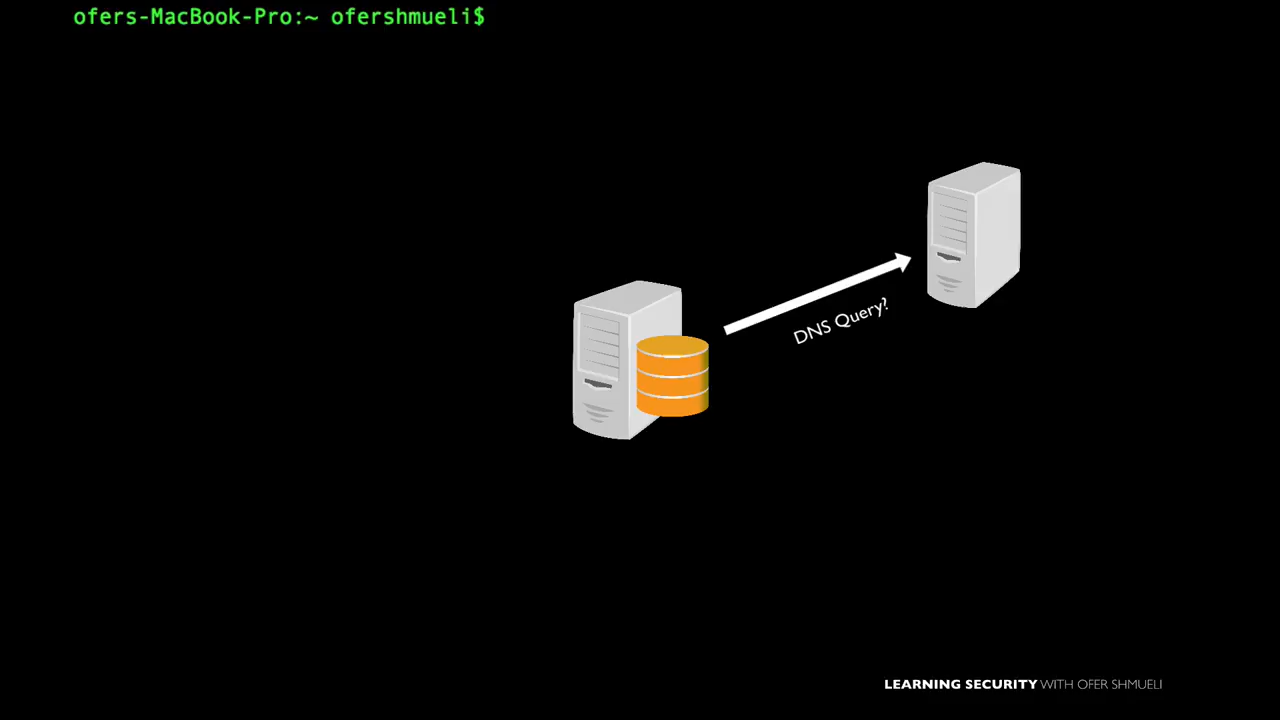 ofers-MacBook-Pro:~ ofershmueli$
DNS Query?
LEARNING SECURITY WITH OFER SHMUELI